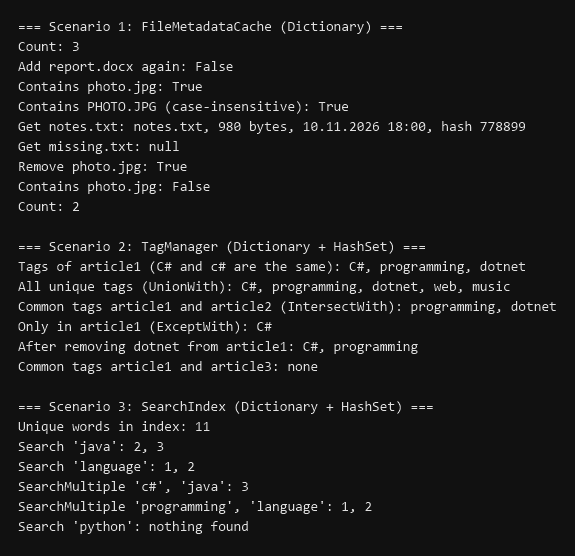 === Scenario 1: FileMetadataCache (Dictionary) ===
Count: 3
Add report.docx again: False
Contains photo.jpg: True
Contains PHOTO.JPG (case-insensitive): True
Get notes.txt: notes.txt, 980 bytes, 10.11.2026 18:00, hash 778899
Get missing.txt: null
Remove photo.jpg: True
Contains photo.jpg: False
Count: 2
=== Scenario 2: TagManager (Dictionary + HashSet) ===
Tags of article1 (C# and c# are the same): C#, programming, dotnet
All unique tags (UnionWith): C#, programming, dotnet, web, music
Common tags article1 and article2 (IntersectWith): programming, dotnet
Only in article1 (ExceptWith): C#
After removing dotnet from article1: C#, programming
Common tags article1 and article3: none
=== Scenario 3: SearchIndex (Dictionary + HashSet) ===
Unique words in index: 11
Search 'java': 2, 3
Search 'language': 1, 2
SearchMultiple 'c#', 'java': 3
SearchMultiple 'programming', 'language': 1, 2
Search 'python': nothing found